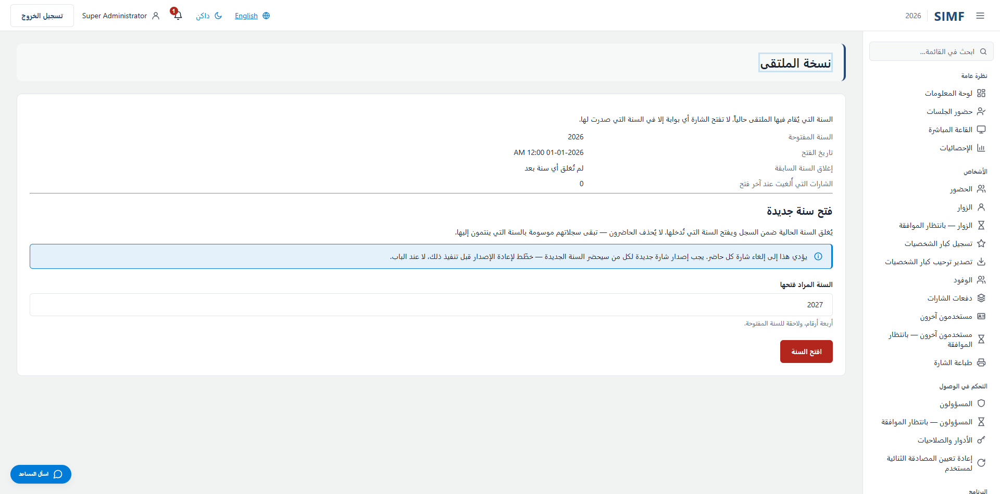 SIMF
2026
English
داكن
1
Super Administrator
تسجيل الخروج
ابحث في القائمة...
نظرة عامة
لوحة المعلومات
حضور الجلسات
القاعة المباشرة
الإحصائيات
الأشخاص
الحضور
الزوار
الزوار — بانتظار الموافقة
تسجيل كبار الشخصيات
تصدير ترحيب كبار الشخصيات
الوفود
دفعات الشارات
مستخدمون آخرون
مستخدمون آخرون — بانتظار
الموافقة
طباعة الشارة
التحكم في الوصول
المسؤولون
المسؤولون — بانتظار الموافقة
الأدوار والصلاحيات
إعادة تعيين المصادقة الثنائية
لمستخدم
البرنامج
نسخة الملتقى
السنة التي يُقام فيها الملتقى حالياً. لا تفتح الشارة أي بوابة إلا في السنة التي صدرت لها.
السنة المفتوحة
2026
تاريخ الفتح
01-01-2026 12:00 AM
إغلاق السنة السابقة
لم تُغلق أي سنة بعد
الشارات التي أُلغيت عند آخر فتح
0
فتح سنة جديدة
يُغلق السنة الحالية ضمن السجل ويفتح السنة التي تُدخلها. لا يُحذف الحاضرون — تبقى سجلاتهم موسومة بالسنة التي ينتمون إليها.
يؤدي هذا إلى إلغاء شارة كل حاضر. يجب إصدار شارة جديدة لكل من سيحضر السنة الجديدة — خطّط لإعادة الإصدار قبل تنفيذ ذلك، لا عند الباب.
السنة المراد فتحها
2027
أربعة أرقام، ولاحقة للسنة المفتوحة.
افتح السنة
اسأل المساعد